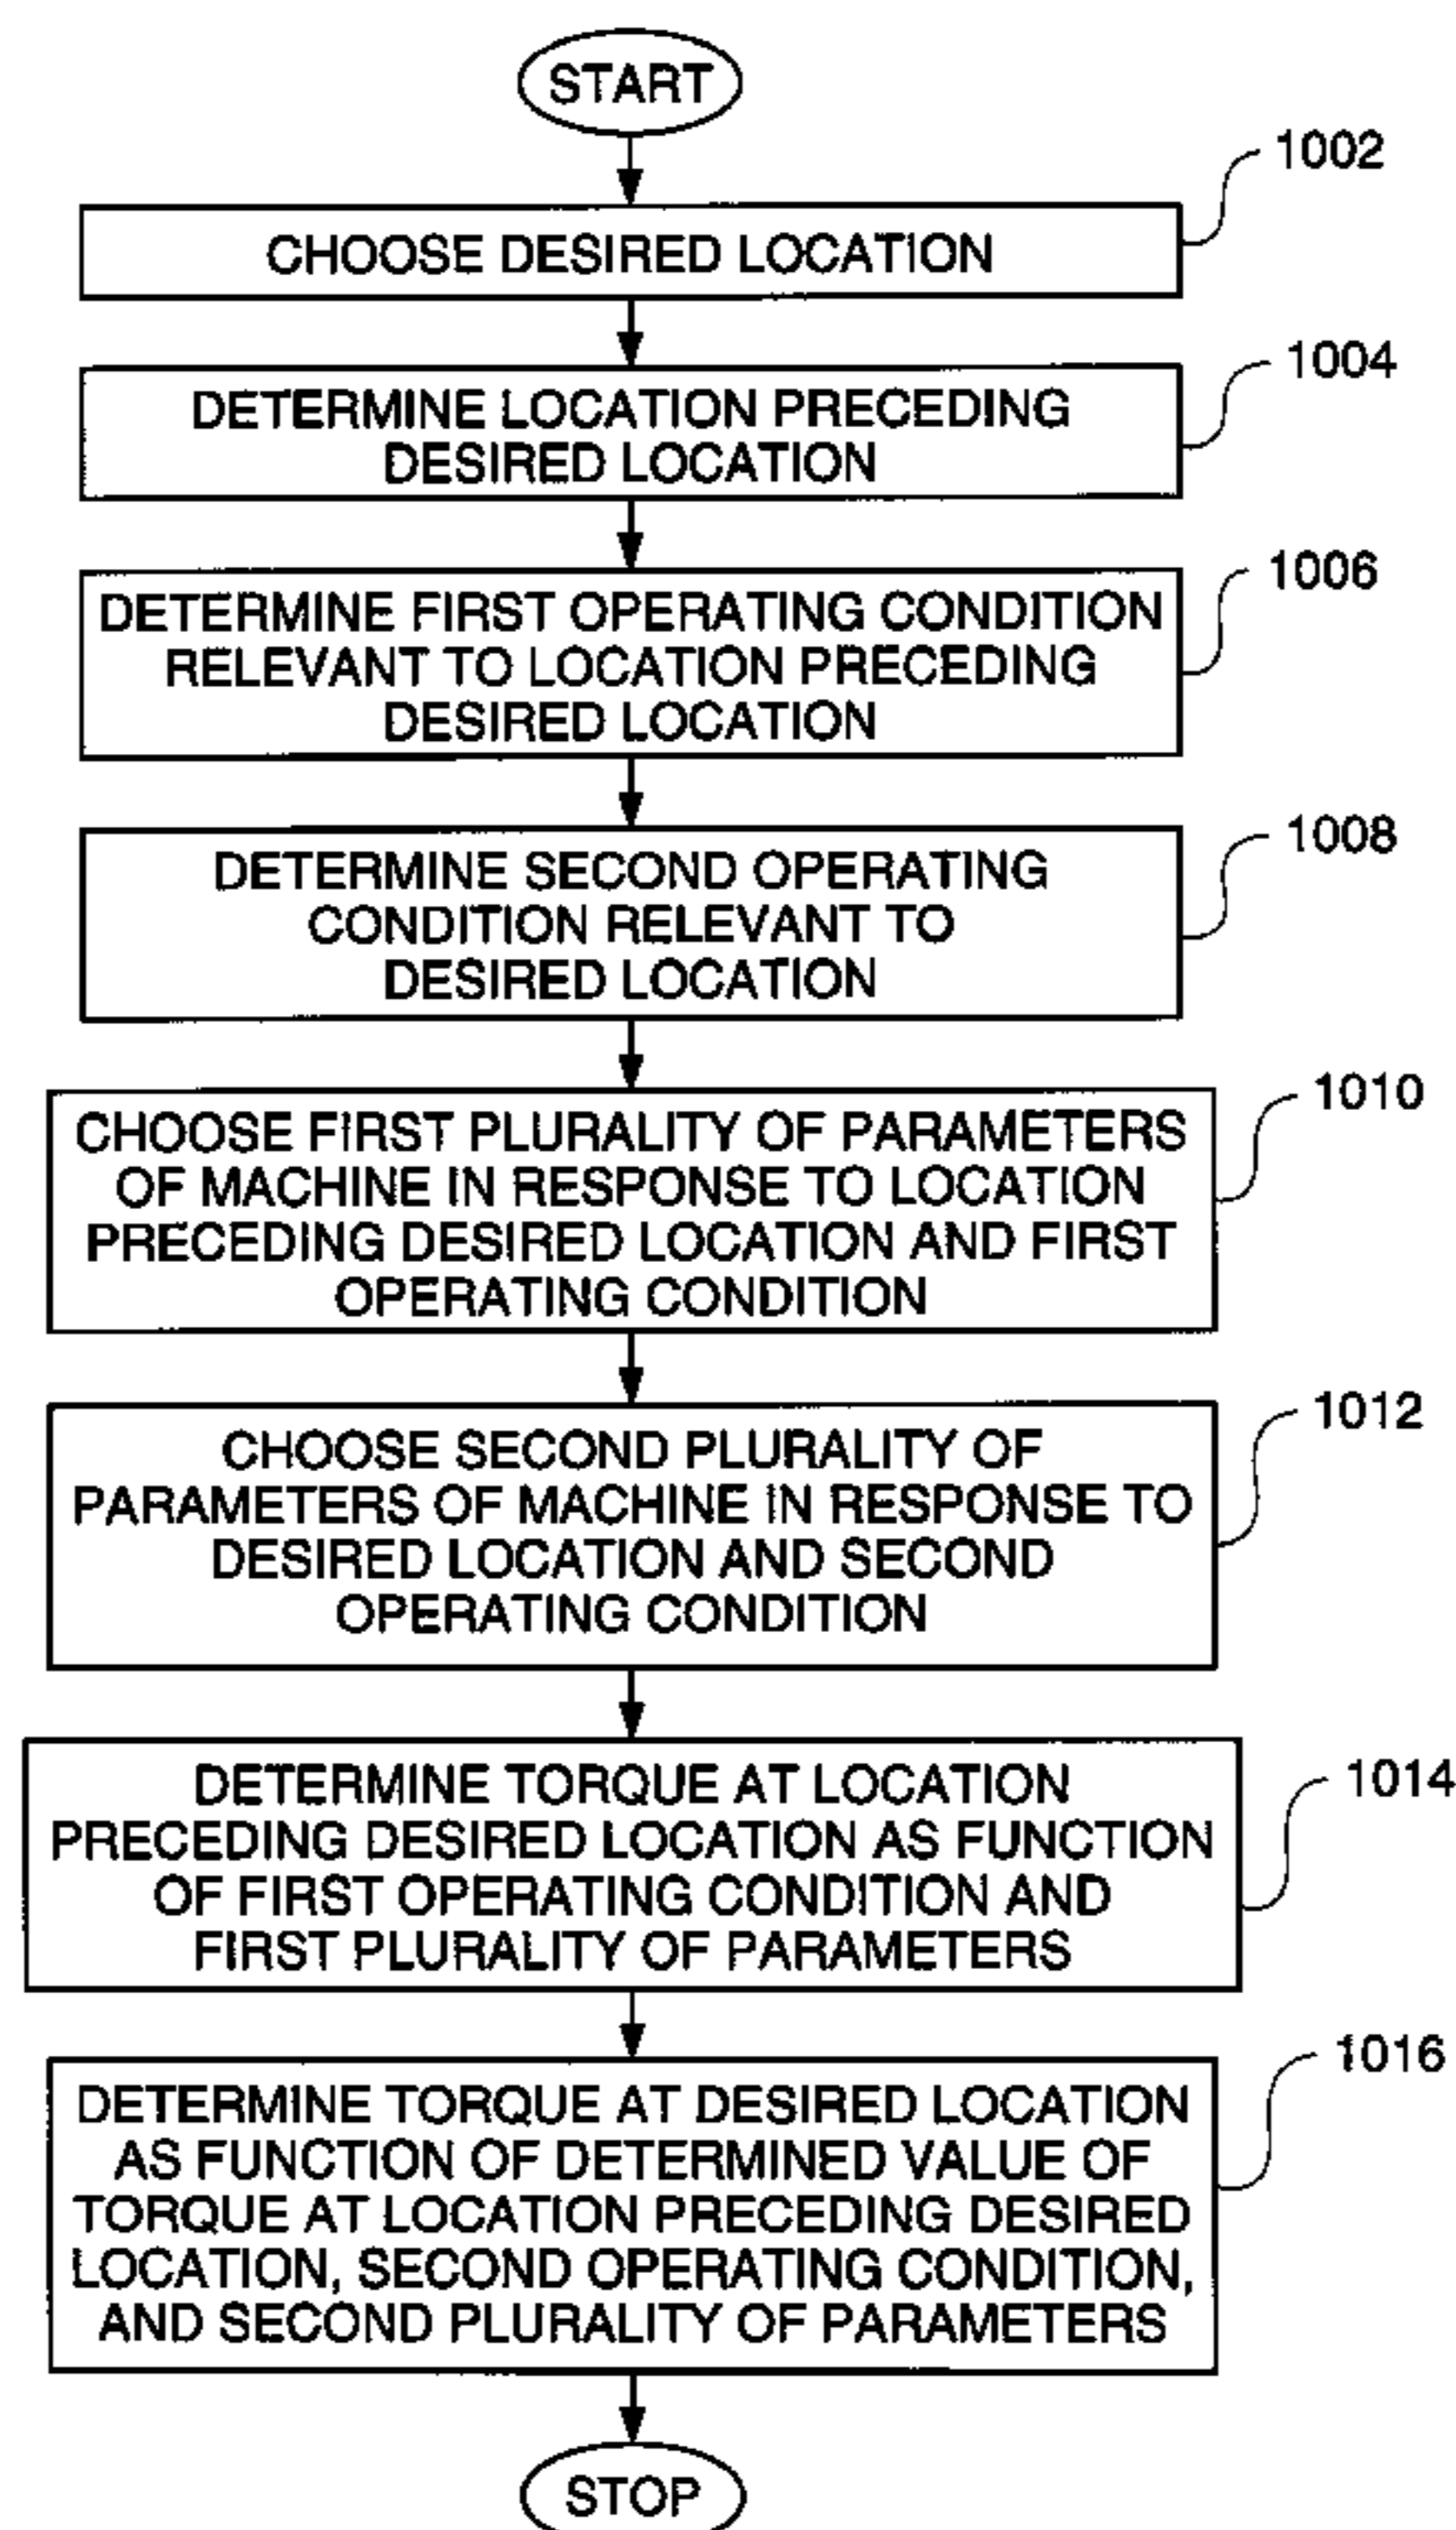 START
1002
CHOOSE DESIRED LOCATION
1004
DETERMINE LOCATION PRECEDING
DESIRED LOCATION
1006
DETERMINE FIRST OPERATING CONDITION
RELEVANT TO LOCATION PRECEDING
DESIRED LOCATION
1008
DETERMINE SECOND OPERATING
CONDITION RELEVANT TO
DESIRED LOCATION
1010
CHOOSE FIRST PLURALITY OF PARAMETERS
OF MACHINE IN RESPONSE TO LOCATION
PRECEDING DESIRED LOCATION AND FIRST
OPERATING CONDITION
1012
CHOOSE SECOND PLURALITY OF
PARAMETERS OF MACHINE IN RESPONSE TO
DESIRED LOCATION AND SECOND
OPERATING CONDITION
1014
DETERMINE TORQUE AT LOCATION
PRECEDING DESIRED LOCATION AS FUNCTION
OF FIRST OPERATING CONDITION AND
FIRST PLURALITY OF PARAMETERS
1016
DETERMINE TORQUE AT DESIRED LOCATION
AS FUNCTION OF DETERMINED VALUE OF
TORQUE AT LOCATION PRECEDING DESIRED
LOCATION, SECOND OPERATING CONDITION,
AND SECOND PLURALITY OF PARAMETERS
STOP